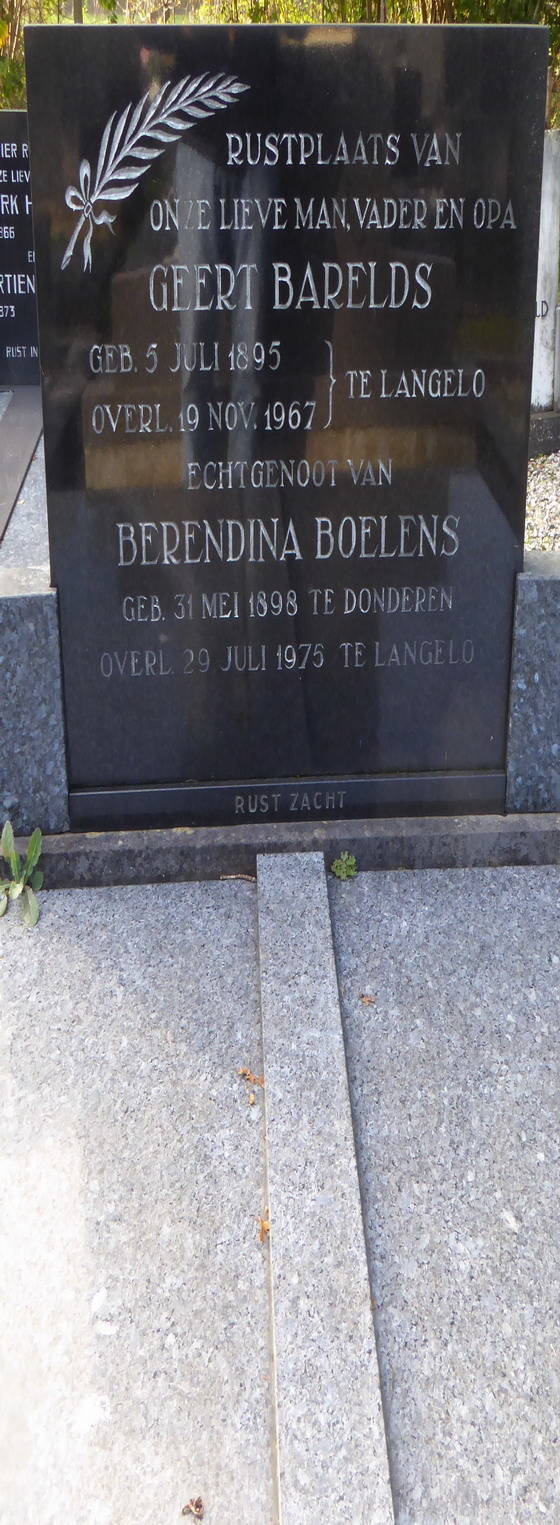 RUSTPLAATS VAN
ONZE LIEVE MAN, VADER EN OPA
GEERT BARELDS
GEB. 5 JULI 1895
OVERL. 19 NOV. 1967
} TE LANGELO
ECHTGENOOT VAN
BERENDINA BOELENS
GEB. 31 MEI 1898 TE DONDEREN
OVERL. 29 JULI 1975 TE LANGELO
RUST ZACHT
RUST IN